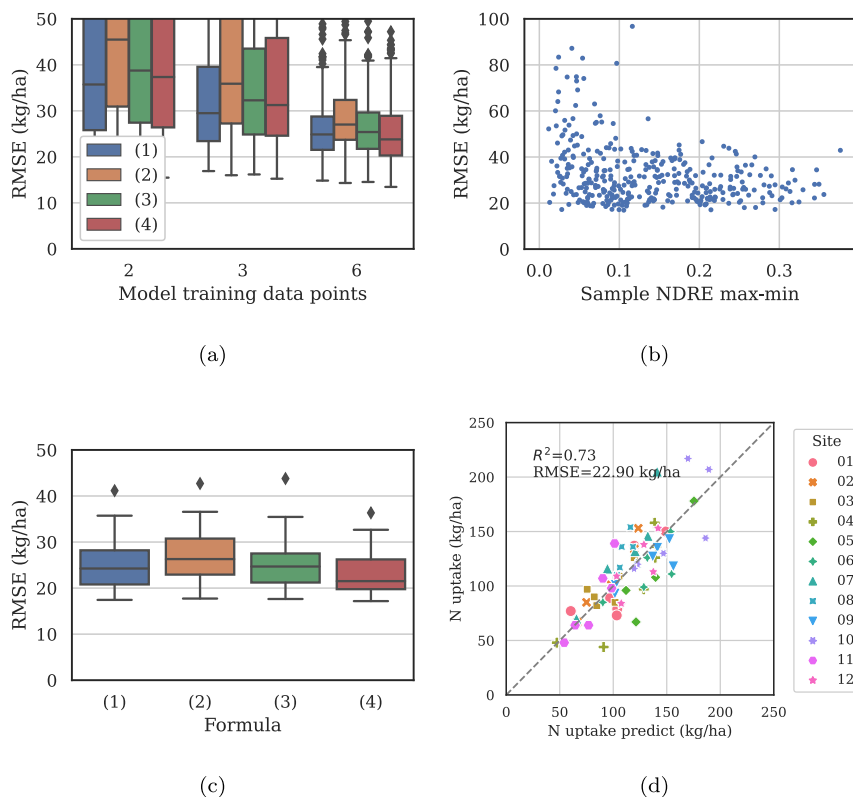 50
40
30
20
10
0
RMSE (kg/ha)
(1)
(2)
(3)
(4)
2 3 6
Model training data points
(a)
100
80
60
40
20
0
RMSE (kg/ha)
0.0 0.1 0.2 0.3
Sample NDRE max-min
(b)
50
40
30
20
10
0
RMSE (kg/ha)
(1) (2) (3) (4)
Formula
(c)
250
200
150
100
50
0
N uptake (kg/ha)
R²=0.73
RMSE=22.90 kg/ha
0 50 100 150 200 250
N uptake predict (kg/ha)
Site
01
02
03
04
05
06
07
08
09
10
11
12
(d)